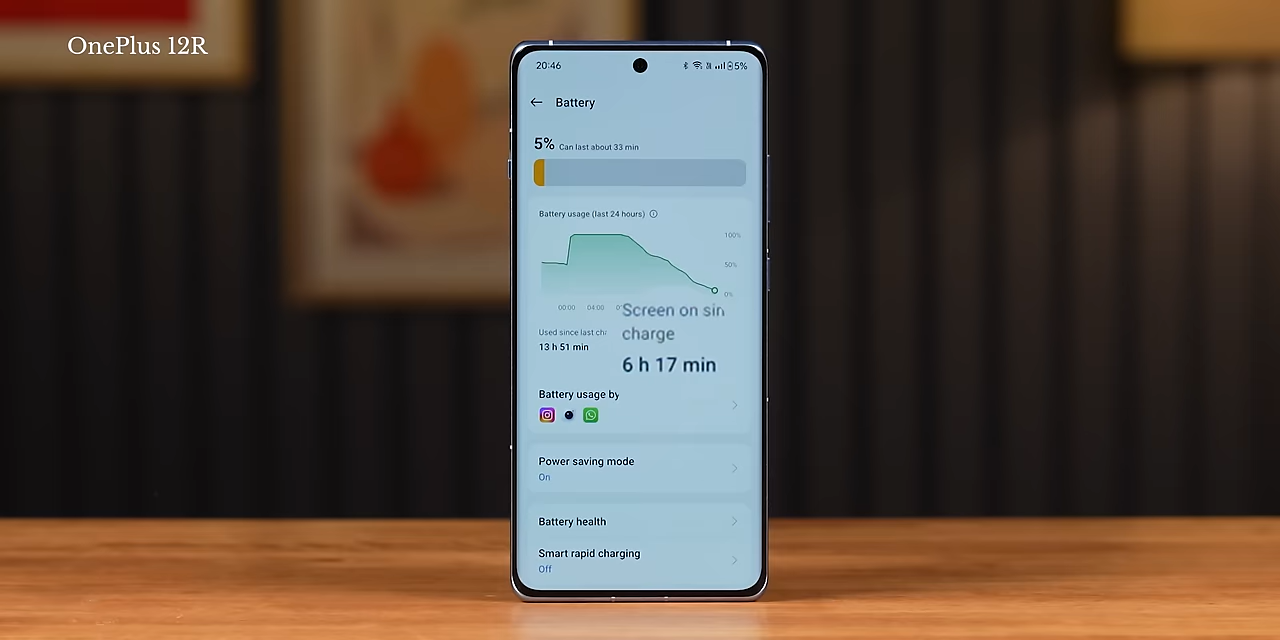 OnePlus 12R
20:46
5%
Battery
5% Can last about 33 min
Battery usage (last 24 hours)
100%
50%
0%
00:00 04:00
Screen on sin
charge
6 h 17 min
Used since last
13 h 51 min
Battery usage by
Power saving mode
On
Battery health
Smart rapid charging
Off